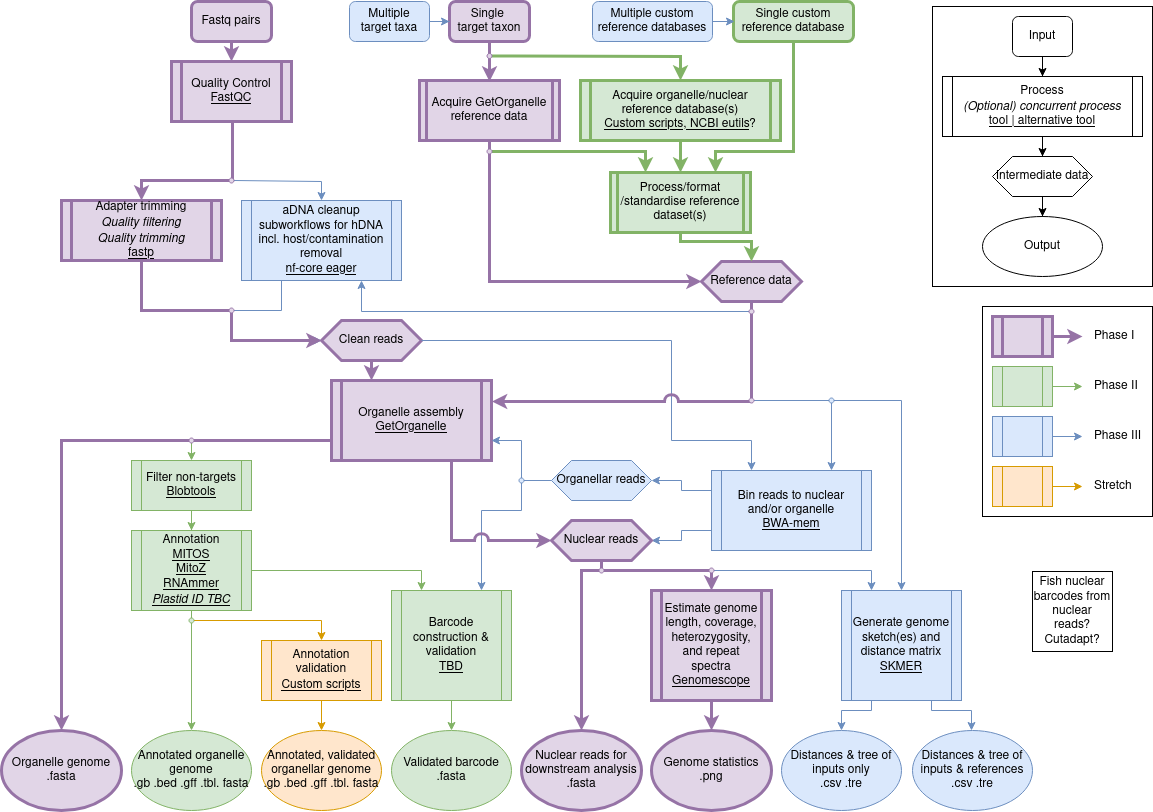 Fastq pairs
Multiple
target taxa
Single
target taxon
Multiple custom
reference databases
Single custom
reference database
Input
Process
(Optional) concurrent process
tool | alternative tool
Intermediate data
Output
Quality Control
FastQC
Acquire GetOrganelle
reference data
Acquire organelle/nuclear
reference database(s)
Custom scripts, NCBI eutils?
Process/format
/standardise reference
dataset(s)
Adapter trimming
Quality filtering
Quality trimming
fastp
aDNA cleanup
subworkflows for hDNA
incl. host/contamination
removal
nf-core eager
Reference data
Clean reads
Phase I
Phase II
Phase III
Stretch
Organelle assembly
GetOrganelle
Filter non-targets
Blobtools
Organellar reads
Bin reads to nuclear
and/or organelle
BWA-mem
Nuclear reads
Annotation
MITOS
MitoZ
RNAmmer
Plastid ID TBC
Annotation
validation
Custom scripts
Barcode
construction &
validation
TBD
Estimate genome
length, coverage,
heterozygosity,
and repeat
spectra
Genomescope
Generate genome
sketch(es) and
distance matrix
SKMER
Fish nuclear
barcodes from
nuclear
reads?
Cutadapt?
Organelle genome
.fasta
Annotated organelle
genome
.gb .bed .gff .tbl. fasta
Annotated, validated
organellar genome
.gb .bed .gff .tbl. fasta
Validated barcode
.fasta
Nuclear reads for
downstream analysis
.fasta
Genome statistics
.png
Distances & tree of
inputs only
.csv .tre
Distances & tree of
inputs & references
.csv .tre